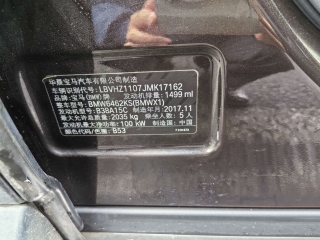 华晨宝马汽车有限公司制造
车辆识别代号: LBVHZ1107JMK17162
品牌: 宝马(BMW)牌 发动机排量: 1499 ml
整车型号: BMW6462KS(BMWX1)
发动机型号: B38A15C 制造年月: 2017.11
最大允许总质量: 2035 kg 乘坐人数: 5 人
发动机最大净功率: 100 kW 制造国: 中国
颜色代码/色标: B53